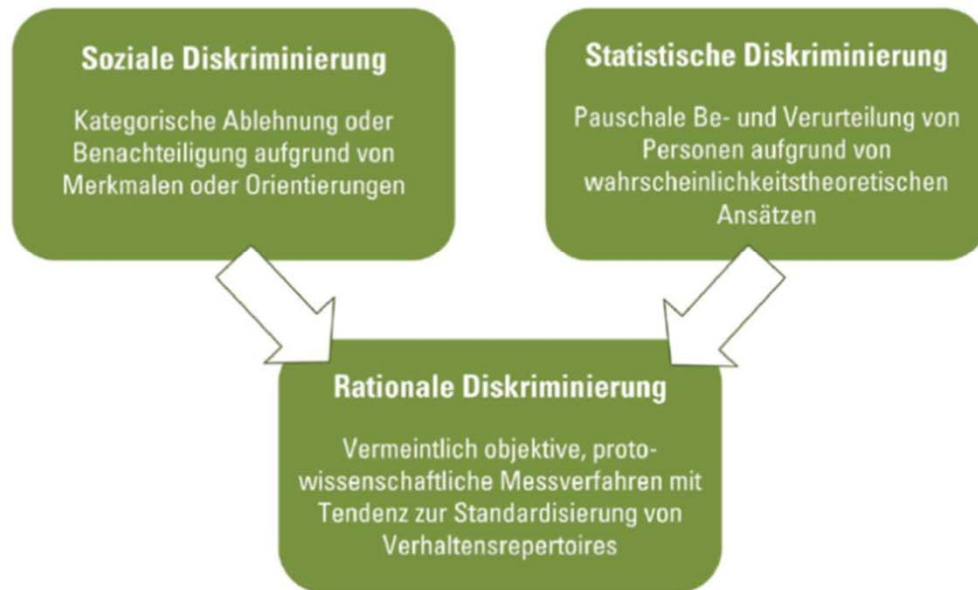 Soziale Diskriminierung
Kategorische Ablehnung oder
Benachteiligung aufgrund von
Merkmalen oder Orientierungen
Statistische Diskriminierung
Pauschale Be- und Verurteilung von
Personen aufgrund von
wahrscheinlichkeitstheoretischen
Ansätzen
Rationale Diskriminierung
Vermeintlich objektive, proto-
wissenschaftliche Messverfahren mit
Tendenz zur Standardisierung von
Verhaltensrepertoires